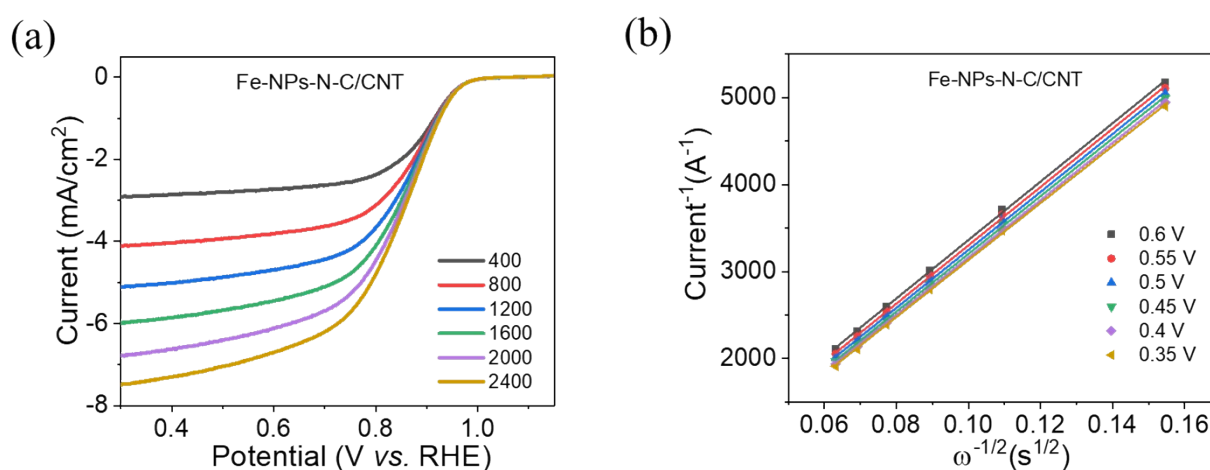 (a)
Fe-NPs-N-C/CNT
Current (mA/cm²)
0
-2
-4
-6
-8
400
800
1200
1600
2000
2400
0.4
0.6
0.8
1.0
Potential (V vs. RHE)
(b)
Fe-NPs-N-C/CNT
Current⁻¹(A⁻¹)
5000
4000
3000
2000
0.6 V
0.55 V
0.5 V
0.45 V
0.4 V
0.35 V
0.06
0.08
0.10
0.12
0.14
0.16
ω⁻¹/²(s¹/²)